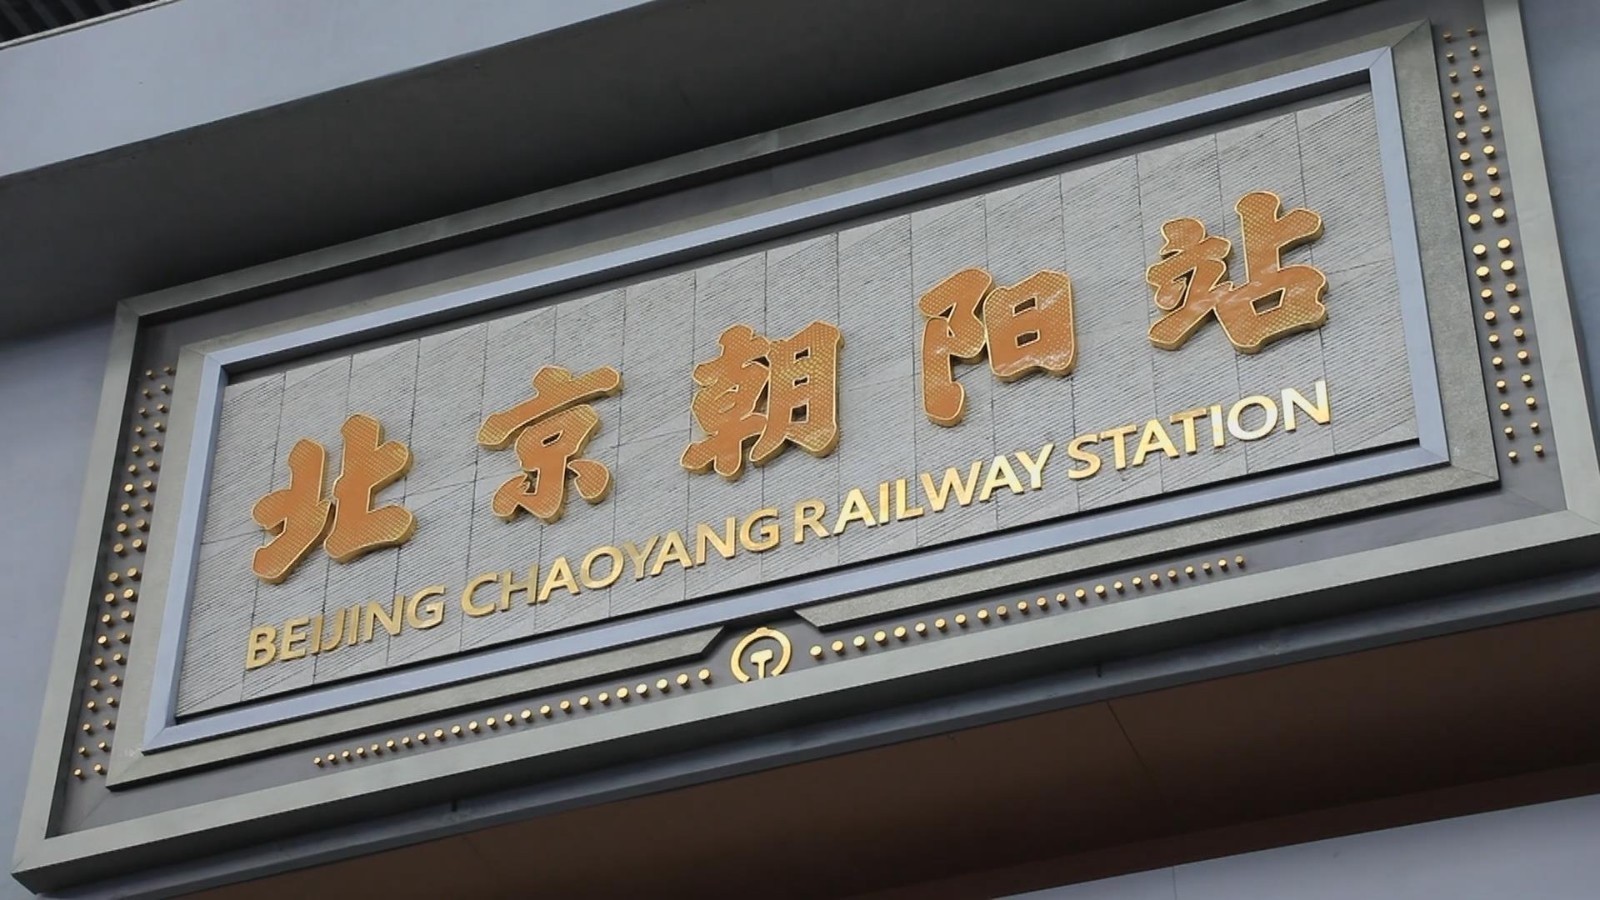 北京朝阳站
BEIJING CHAOYANG RAILWAY STATION